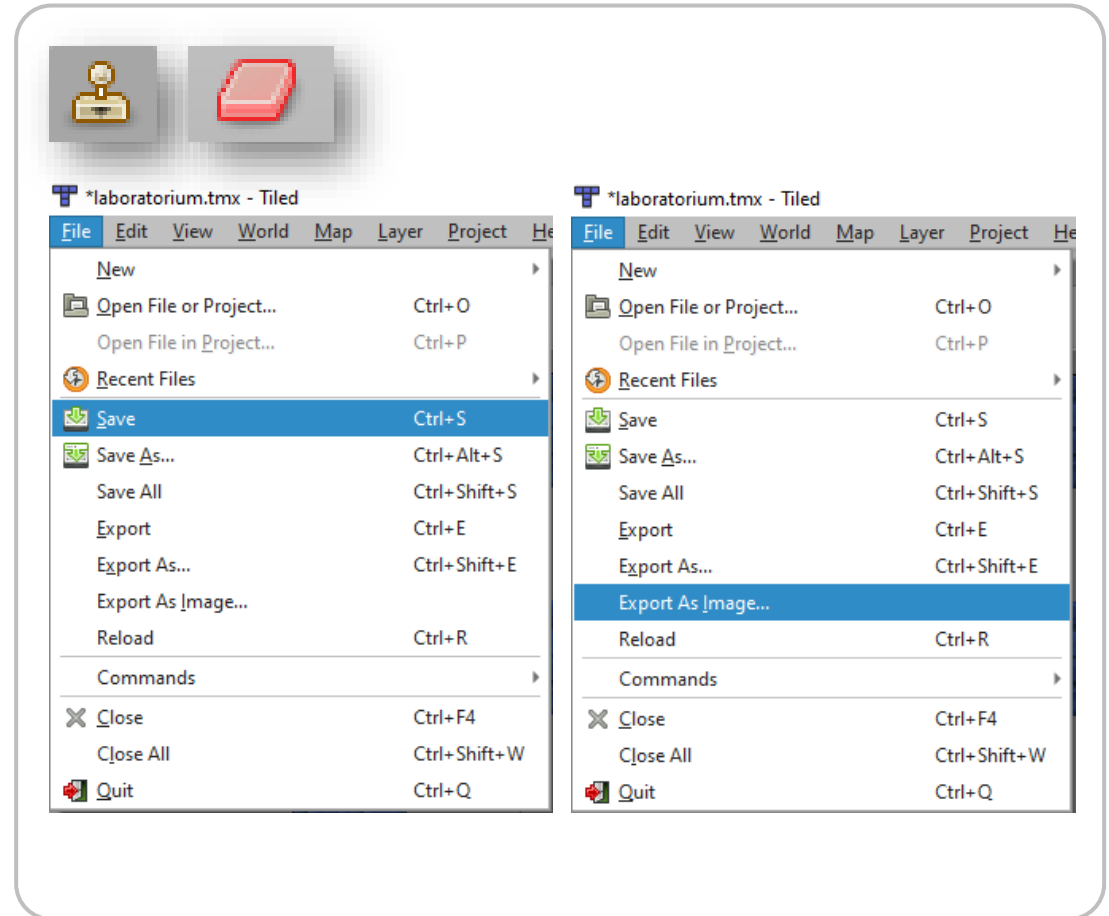 *laboratorium.tmx - Tiled
File Edit View World Map Layer Project He
New
Open File or Project... Ctrl+O
Open File in Project... Ctrl+P
Recent Files
Save Ctrl+S
Save As... Ctrl+Alt+S
Save All Ctrl+Shift+S
Export Ctrl+E
Export As... Ctrl+Shift+E
Export As Image...
Reload Ctrl+R
Commands
Close Ctrl+F4
Close All Ctrl+Shift+W
Quit Ctrl+Q
*laboratorium.tmx - Tiled
File Edit View World Map Layer Project He
New
Open File or Project... Ctrl+O
Open File in Project... Ctrl+P
Recent Files
Save Ctrl+S
Save As... Ctrl+Alt+S
Save All Ctrl+Shift+S
Export Ctrl+E
Export As... Ctrl+Shift+E
Export As Image...
Reload Ctrl+R
Commands
Close Ctrl+F4
Close All Ctrl+Shift+W
Quit Ctrl+Q